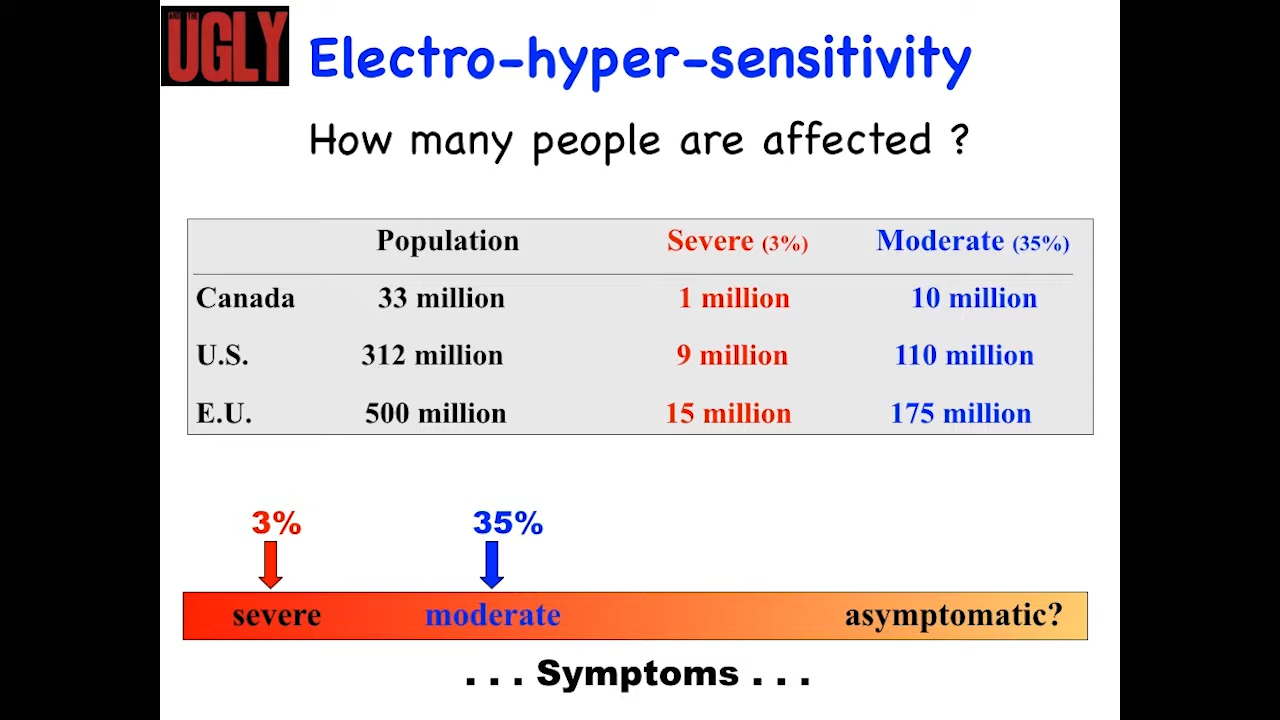 AND THE
UGLY
Electro-hyper-sensitivity
How many people are affected ?
Population Severe (3%) Moderate (35%)
Canada 33 million 1 million 10 million
U.S. 312 million 9 million 110 million
E.U. 500 million 15 million 175 million
3% 35%
severe moderate asymptomatic?
. . . Symptoms . . .